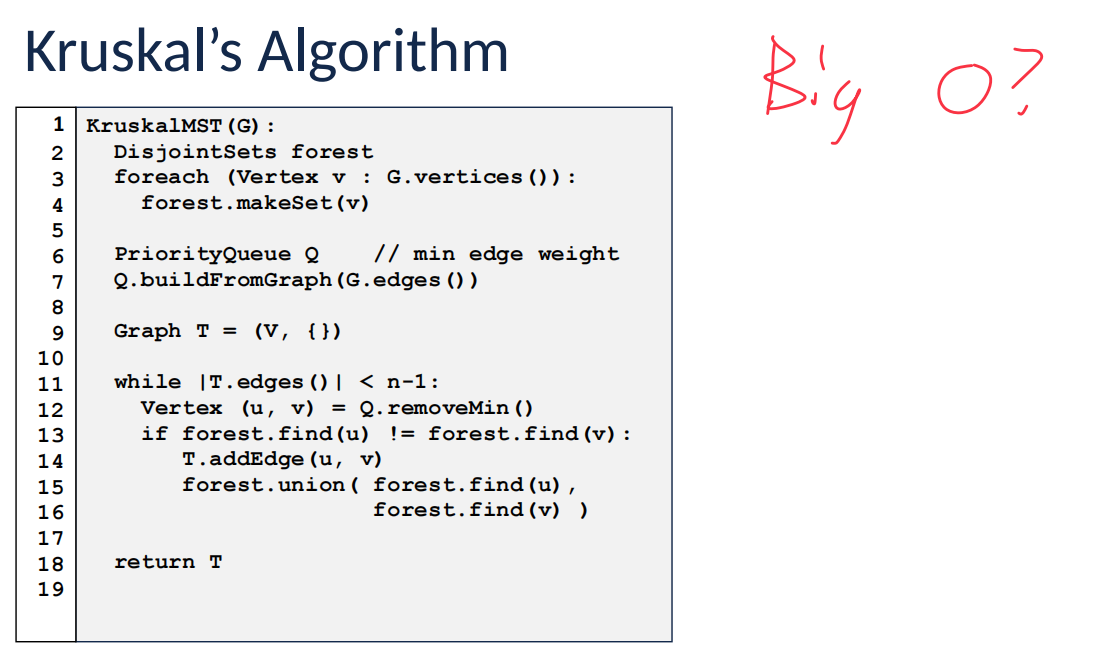 Kruskal’s Algorithm
Big O?
1 KruskalMST(G):
2   DisjointSets forest
3   foreach (Vertex v : G.vertices()):
4     forest.makeSet(v)
5
6   PriorityQueue Q    // min edge weight
7   Q.buildFromGraph(G.edges())
8
9   Graph T = (V, {})
10
11   while |T.edges()| < n-1:
12     Vertex (u, v) = Q.removeMin()
13     if forest.find(u) != forest.find(v):
14        T.addEdge(u, v)
15        forest.union( forest.find(u),
16                      forest.find(v) )
17
18   return T
19